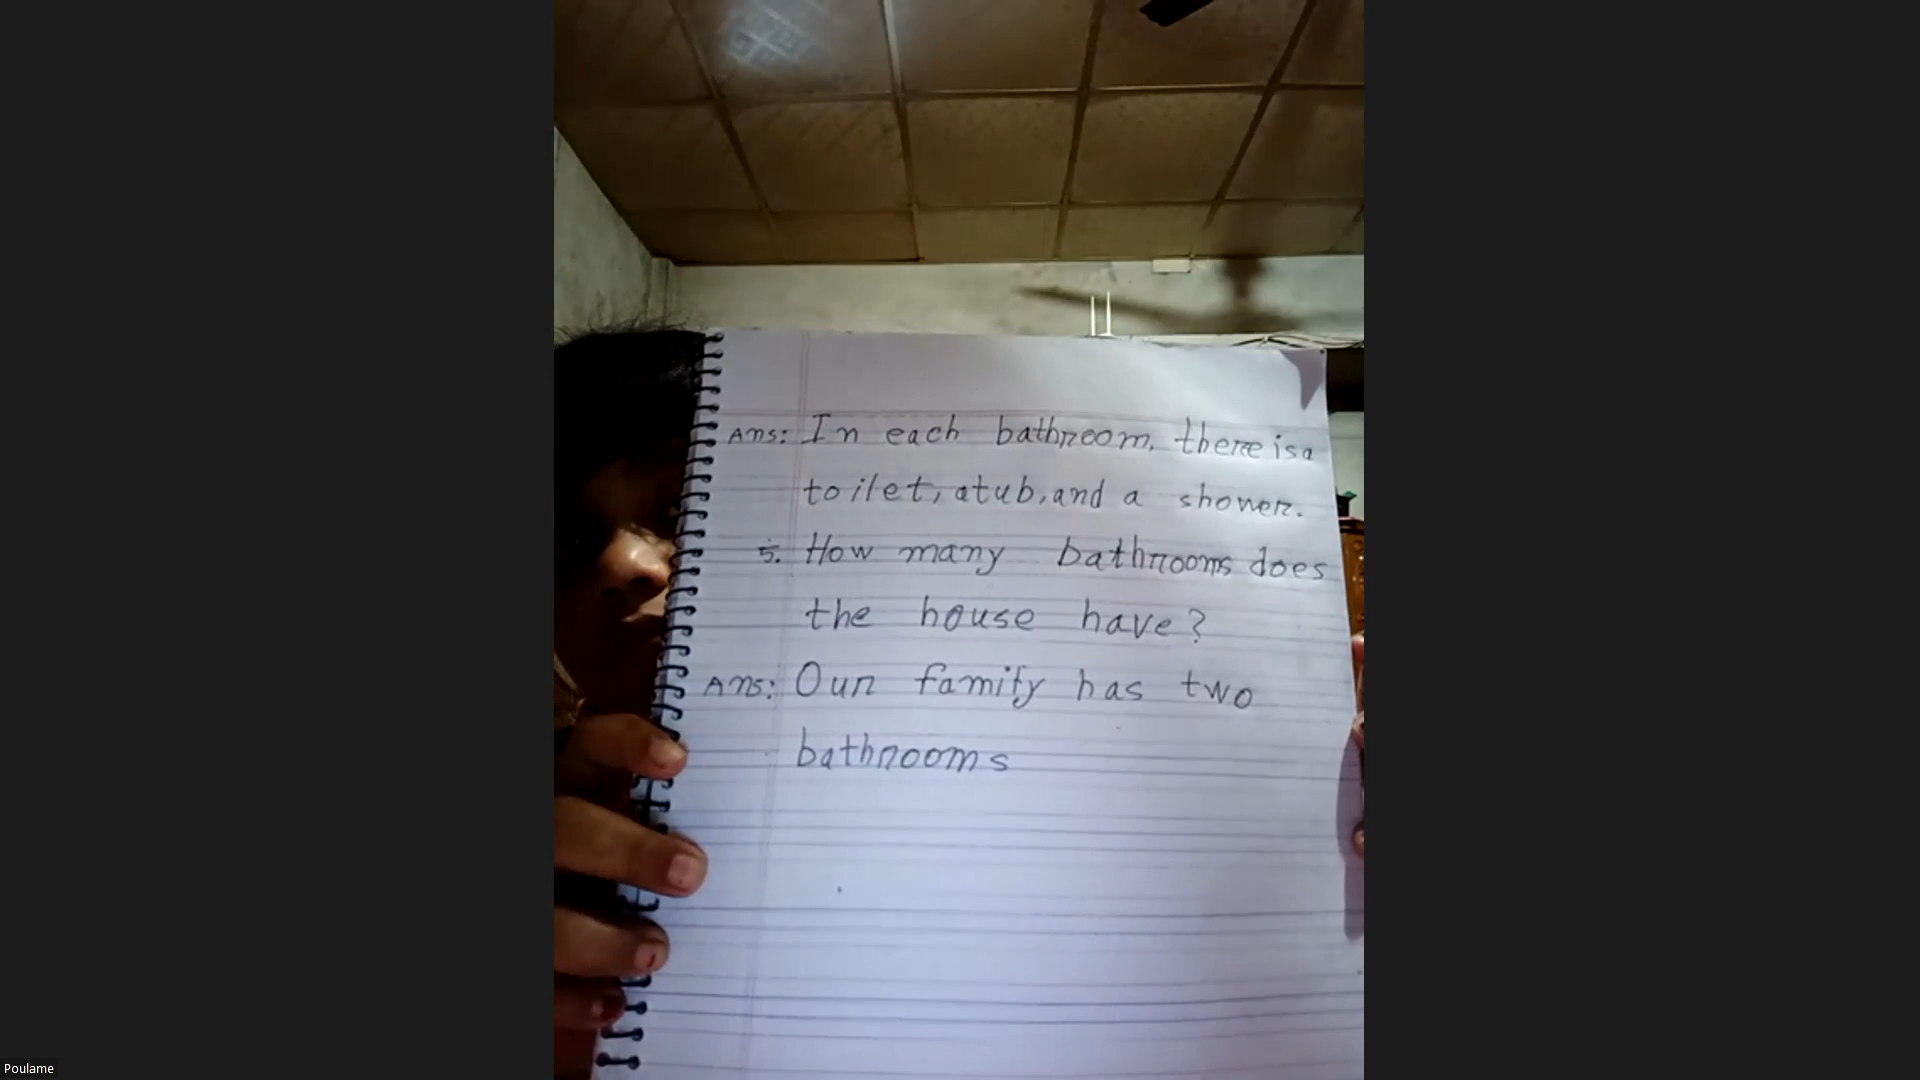 Ans: In each bathroom, there is a
toilet, a tub, and a shower.
5. How many bathrooms does
the house have?
Ans: Our family has two
bathrooms
Poulame